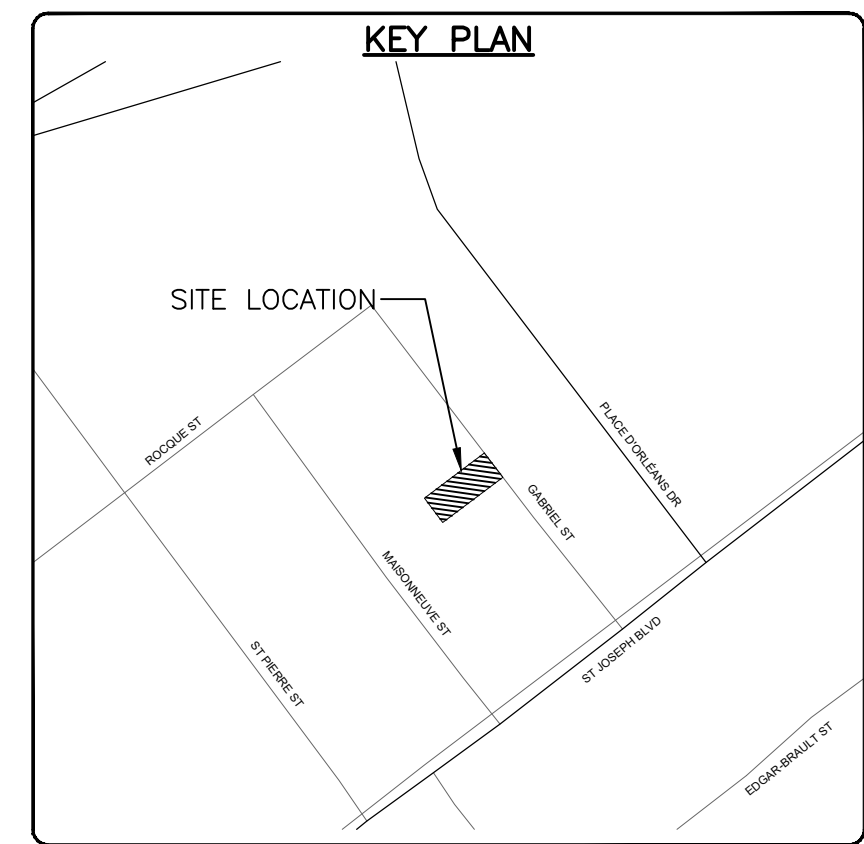 KEY PLAN
SITE LOCATION
ROCQUE ST
PLACE D'ORLÉANS DR
GABRIEL ST
MAISONNEUVE ST
ST PIERRE ST
ST JOSEPH BLVD
EDGAR-BRAULT ST